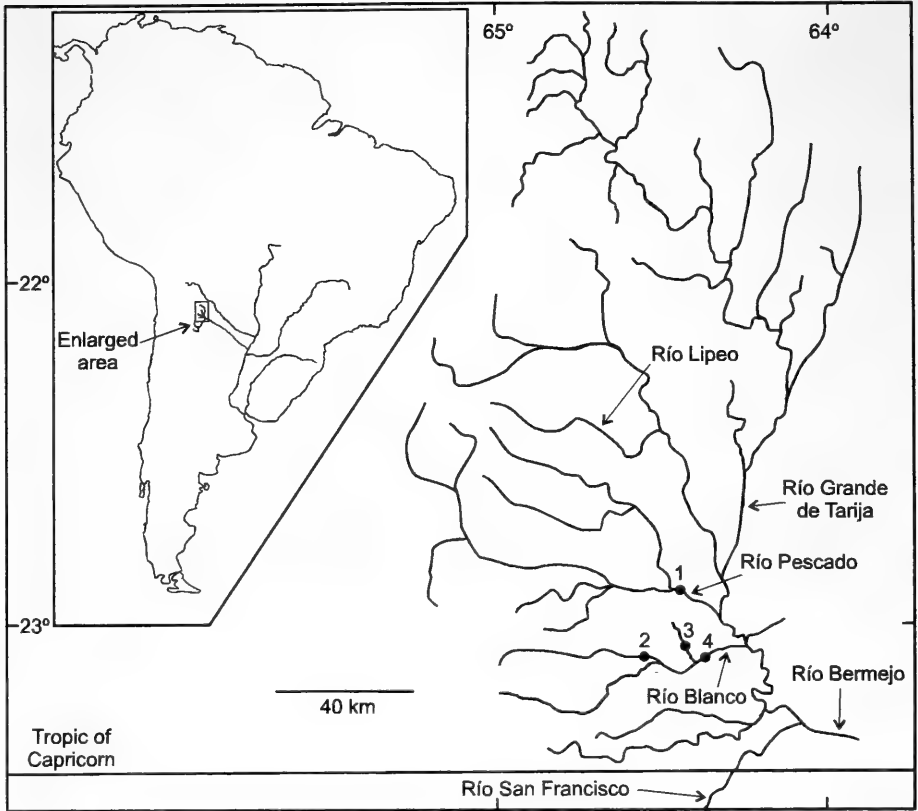 65º
64º
22º
Enlarged
area
Río Lipeo
Río Grande
de Tarija
1
Río Pescado
23º
3
2
4
Río Blanco
Río Bermejo
40 km
Tropic of
Capricorn
Río San Francisco